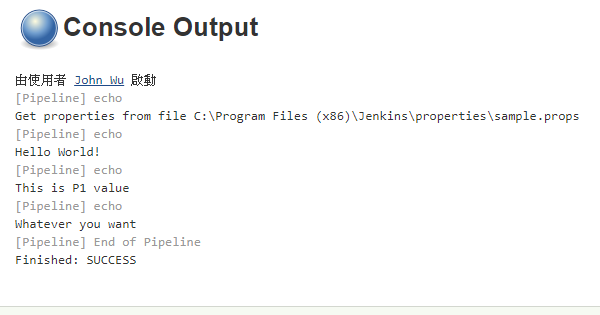 Console Output
由使用者 John Wu 啟動
[Pipeline] echo
Get properties from file C:\Program Files (x86)\Jenkins\properties\sample.props
[Pipeline] echo
Hello World!
[Pipeline] echo
This is P1 value
[Pipeline] echo
Whatever you want
[Pipeline] End of Pipeline
Finished: SUCCESS